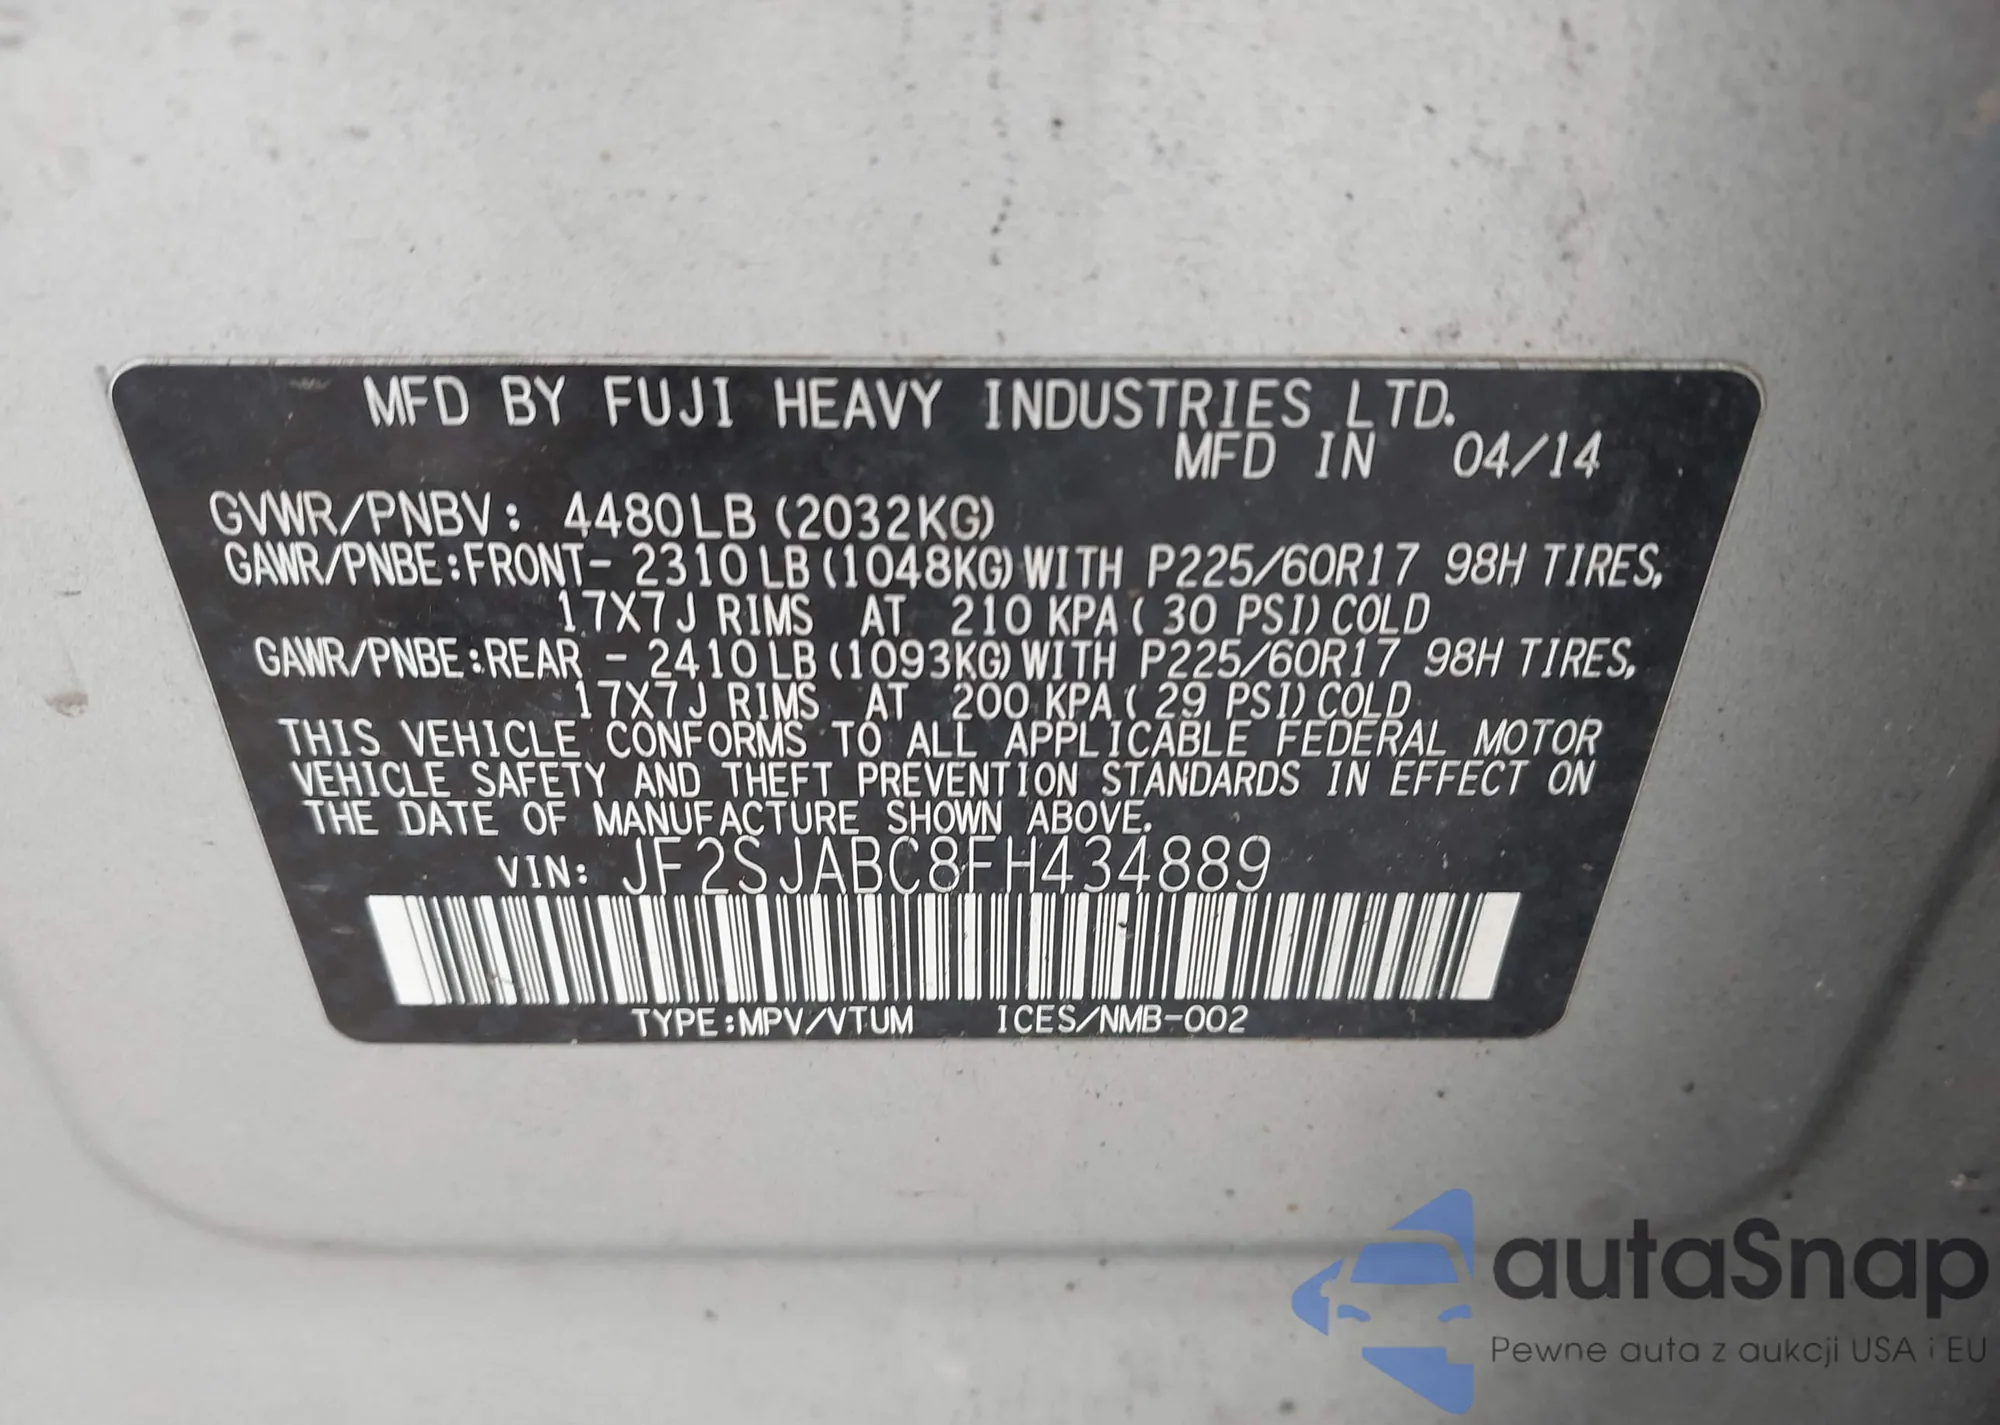 MFD BY FUJI HEAVY INDUSTRIES LTD.
MFD IN 04/14
GVWR/PNBV: 4480LB (2032KG)
GAWR/PNBE:FRONT- 2310LB (1048KG)WITH P225/60R17 98H TIRES,
17X7J RIMS AT 210 KPA( 30 PSI)COLD
GAWR/PNBE:REAR - 2410LB (1093KG)WITH P225/60R17 98H TIRES,
17X7J RIMS AT 200 KPA( 29 PSI)COLD
THIS VEHICLE CONFORMS TO ALL APPLICABLE FEDERAL MOTOR
VEHICLE SAFETY AND THEFT PREVENTION STANDARDS IN EFFECT ON
THE DATE OF MANUFACTURE SHOWN ABOVE.
VIN: JF2SJABC8FH434889
TYPE:MPV/VTUM ICES/NMB-002
autaSnap
Pewne auta z aukcji USA i EU